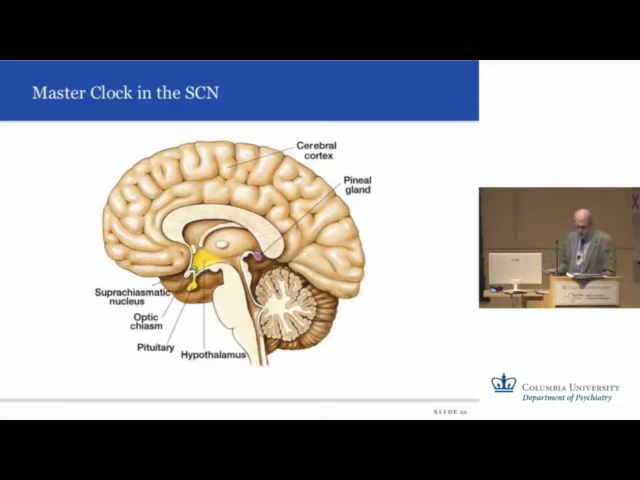 Master Clock in the SCN
Cerebral
cortex
Pineal
gland
Suprachiasmatic
nucleus
Optic
chiasm
Pituitary
Hypothalamus
SLIDE 22
COLUMBIA UNIVERSITY
Department of Psychiatry